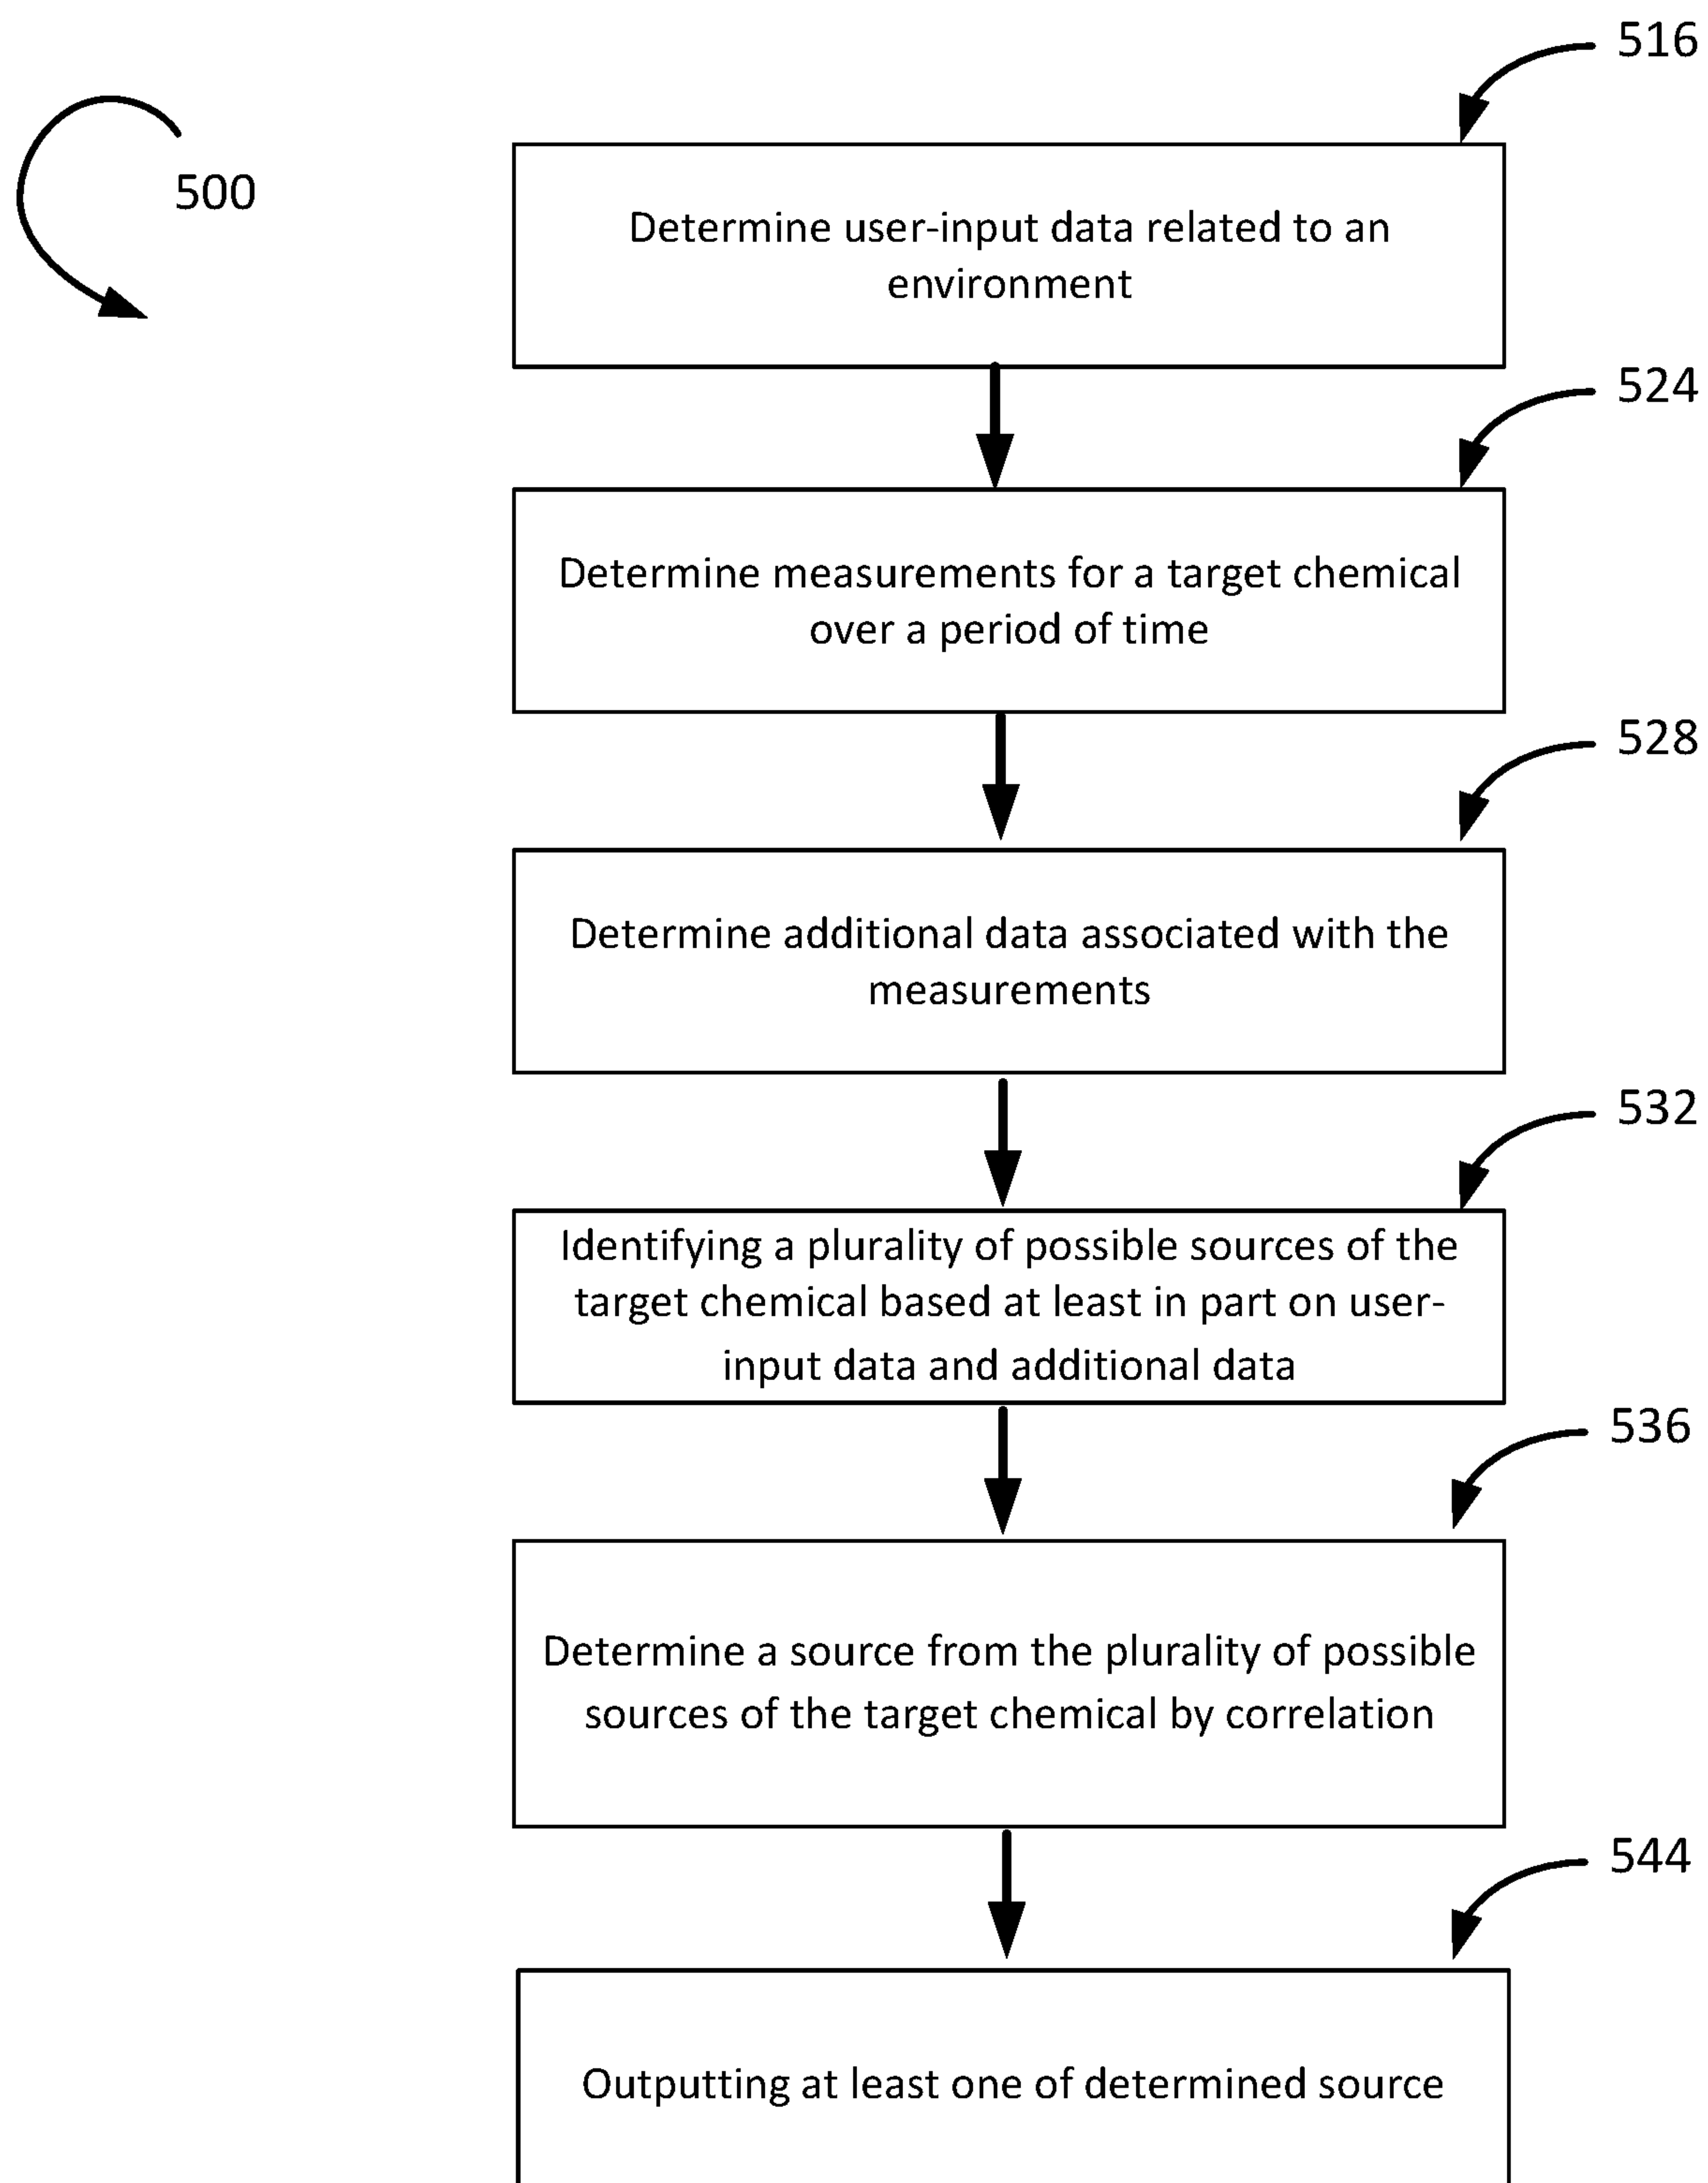 516
500
Determine user-input data related to an
environment
524
Determine measurements for a target chemical
over a period of time
528
Determine additional data associated with the
measurements
532
Identifying a plurality of possible sources of the
target chemical based at least in part on user-
input data and additional data
536
Determine a source from the plurality of possible
sources of the target chemical by correlation
544
Outputting at least one of determined source